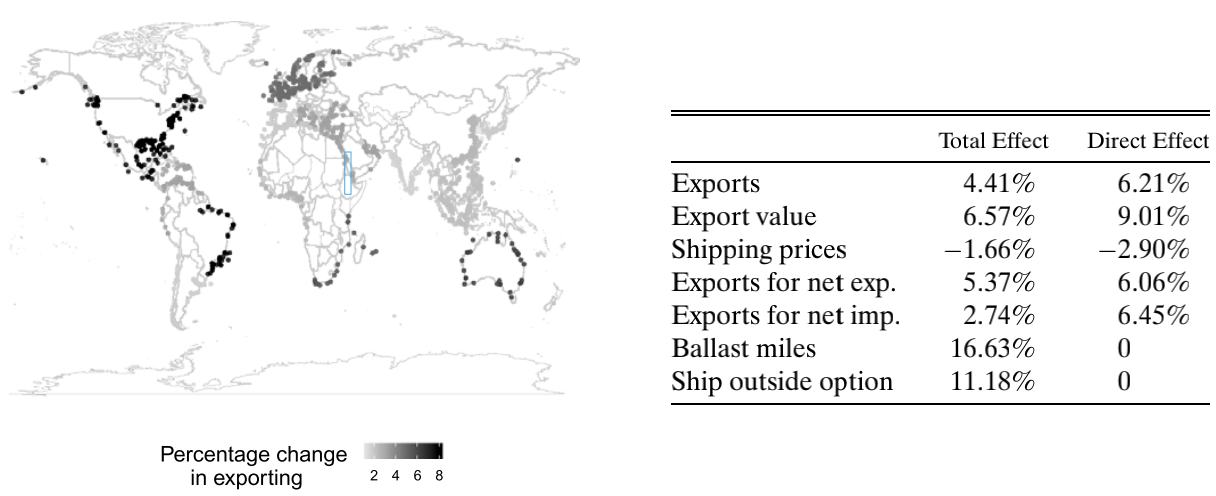 Percentage change
in exporting
2 4 6 8
Total Effect Direct Effect
Exports 4.41% 6.21%
Export value 6.57% 9.01%
Shipping prices −1.66% −2.90%
Exports for net exp. 5.37% 6.06%
Exports for net imp. 2.74% 6.45%
Ballast miles 16.63% 0
Ship outside option 11.18% 0